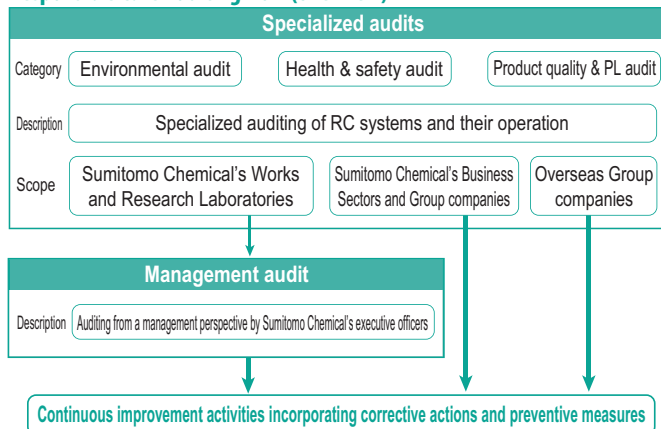 Specialized audits
Category
Environmental audit
Health & safety audit
Product quality & PL audit
Description
Specialized auditing of RC systems and their operation
Scope
Sumitomo Chemical's Works
and Research Laboratories
Sumitomo Chemical's Business
Sectors and Group companies
Overseas Group
companies
Management audit
Description
Auditing from a management perspective by Sumitomo Chemical's executive officers
Continuous improvement activities incorporating corrective actions and preventive measures